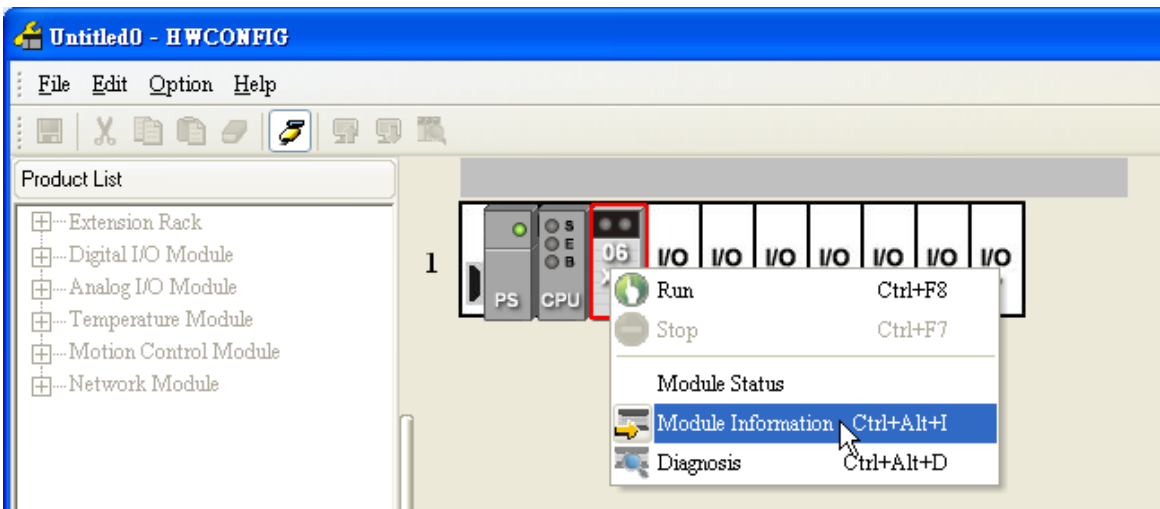 Untitled0 - HWCONFIG
File Edit Option Help
Product List
Extension Rack
Digital I/O Module
Analog I/O Module
Temperature Module
Motion Control Module
Network Module
1
PS
CPU
S
E
B
06
I/O I/O I/O I/O I/O I/O I/O
Run Ctrl+F8
Stop Ctrl+F7
Module Status
Module Information Ctrl+Alt+I
Diagnosis Ctrl+Alt+D